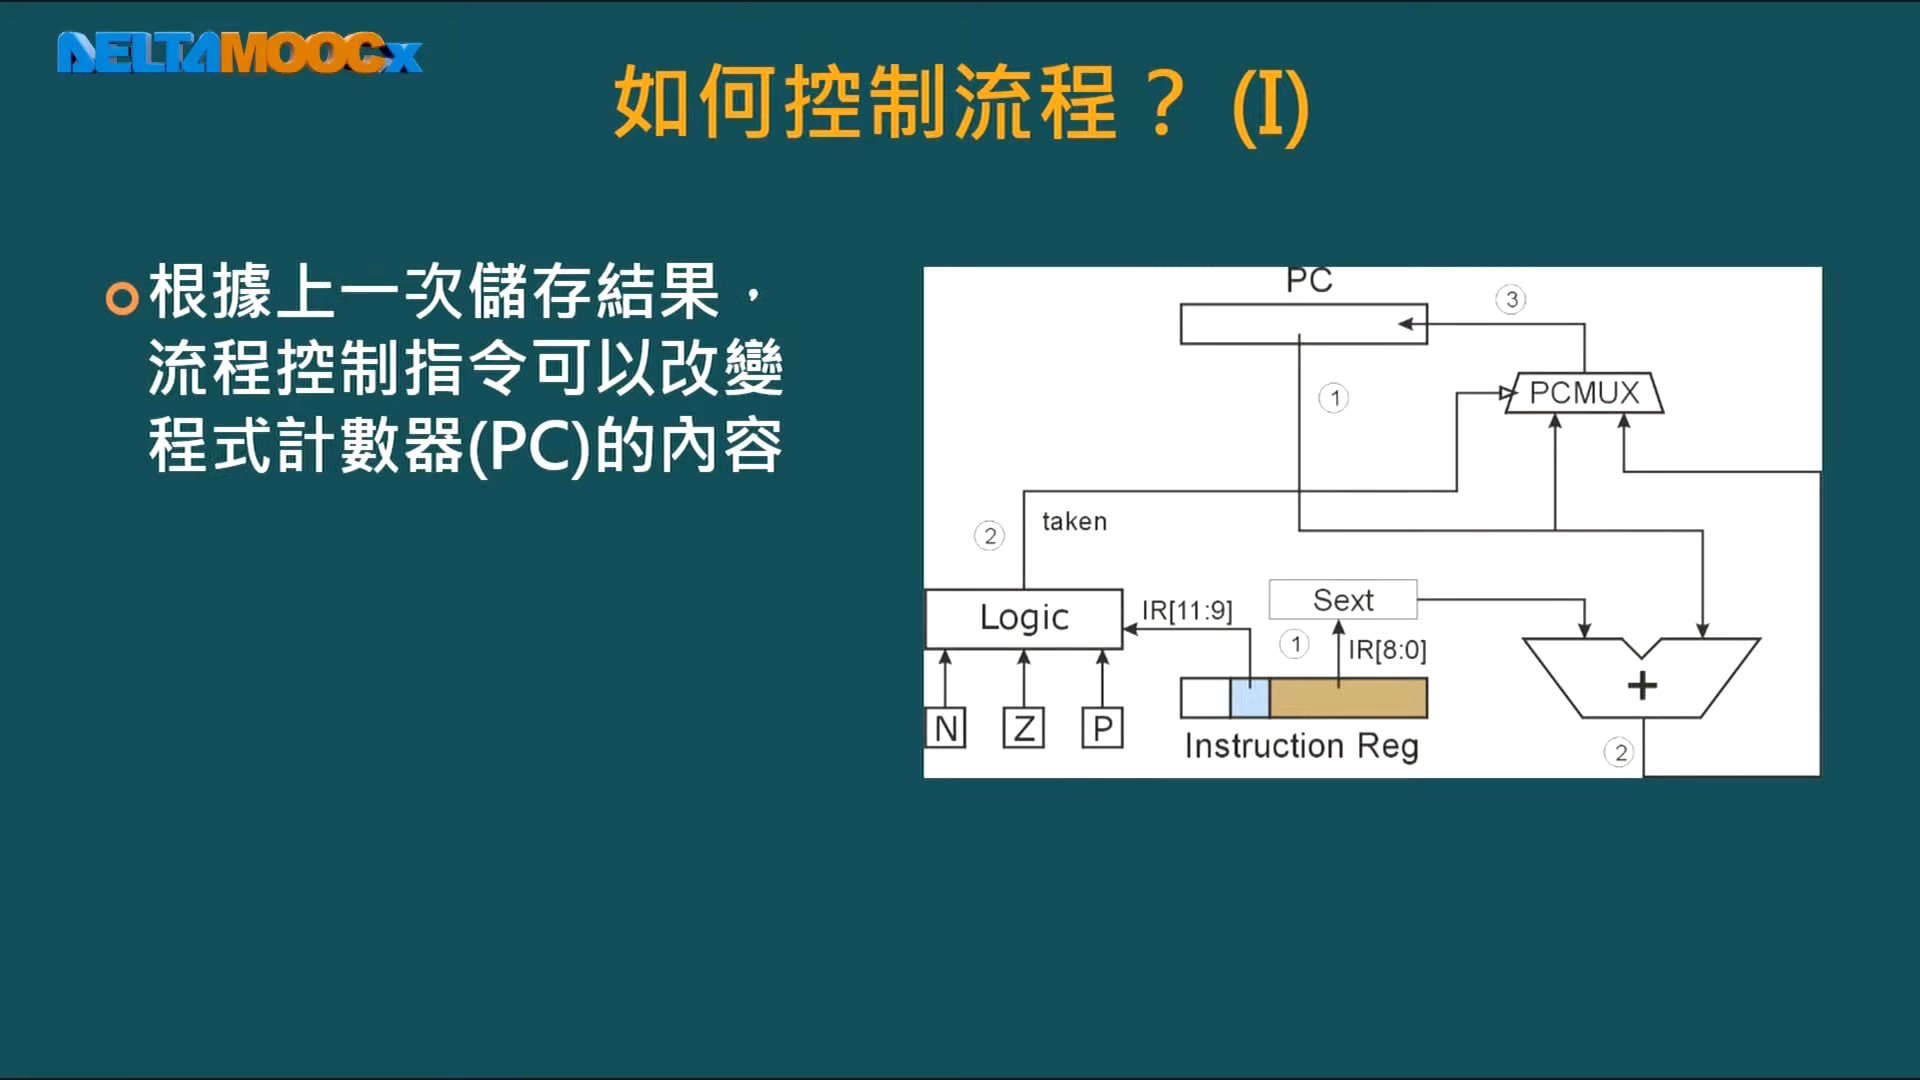 DELTAMOOCx
如何控制流程？ (I)
根據上一次儲存結果，
流程控制指令可以改變
程式計數器(PC)的內容
PC
③
PCMUX
①
taken
②
Logic
IR[11:9]
Sext
①
IR[8:0]
+
N
Z
P
Instruction Reg
②